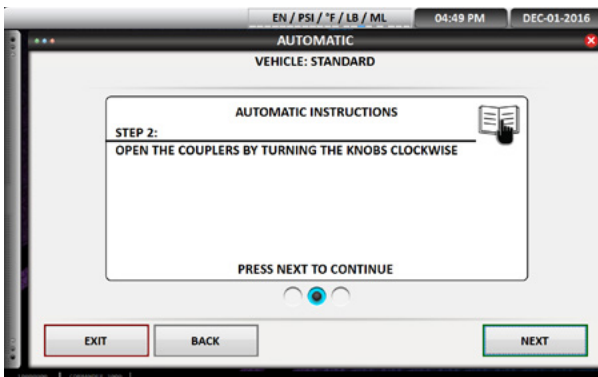 EN / PSI / °F / LB / ML 04:49 PM DEC-01-2016
AUTOMATIC
VEHICLE: STANDARD
AUTOMATIC INSTRUCTIONS
STEP 2:
OPEN THE COUPLERS BY TURNING THE KNOBS CLOCKWISE
PRESS NEXT TO CONTINUE
EXIT BACK NEXT